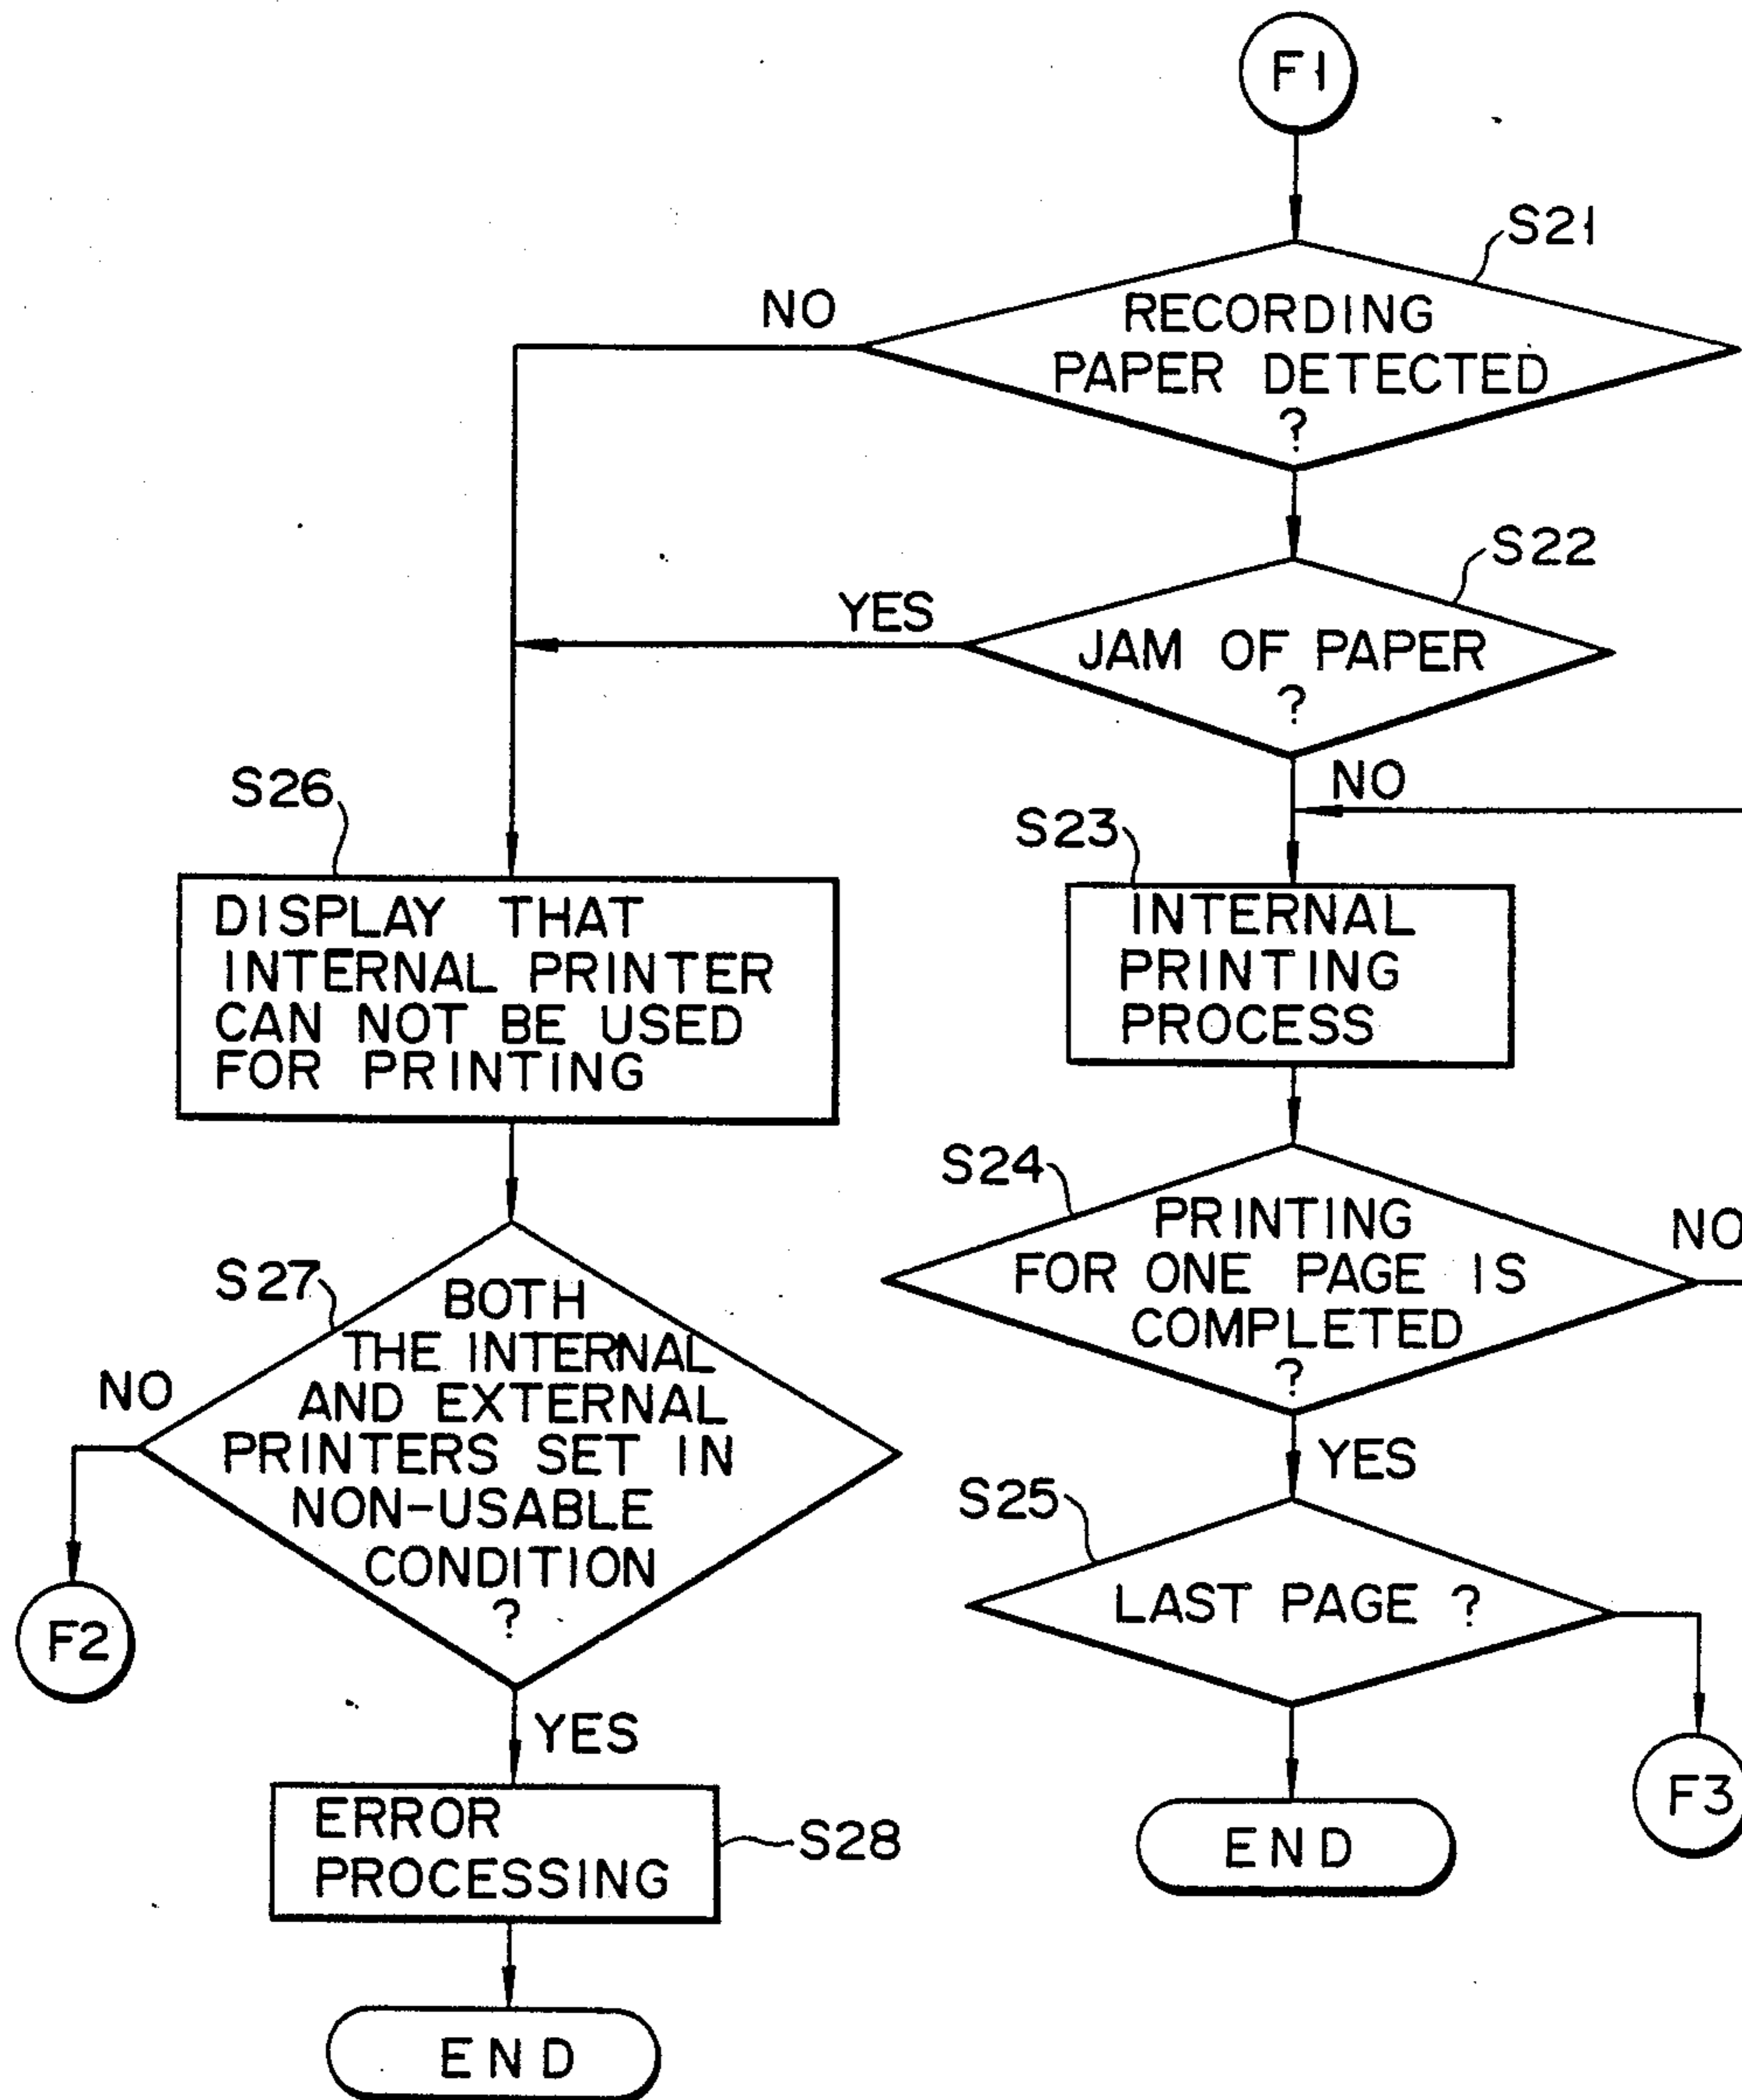 F1
S21
NO
RECORDING
PAPER DETECTED
?
S22
YES
JAM OF PAPER
?
NO
S26
S23
DISPLAY THAT
INTERNAL PRINTER
CAN NOT BE USED
FOR PRINTING
INTERNAL
PRINTING
PROCESS
S24
PRINTING
FOR ONE PAGE IS
COMPLETED
?
NO
S27
BOTH
THE INTERNAL
AND EXTERNAL
PRINTERS SET IN
NON-USABLE
CONDITION
?
NO
YES
S25
F2
LAST PAGE ?
YES
F3
ERROR
PROCESSING
S28
END
END